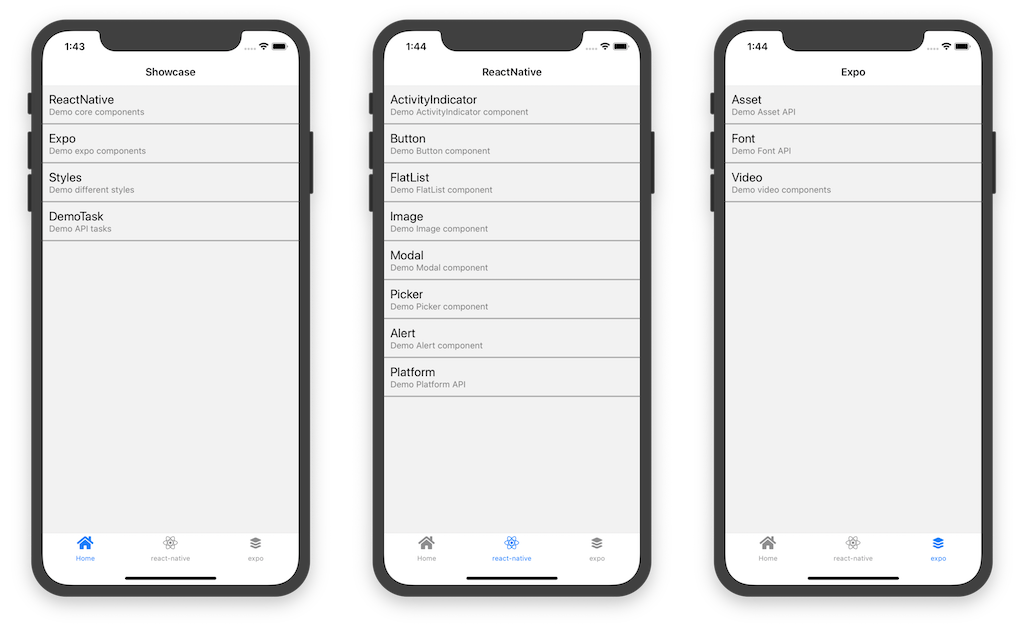 1:43
Showcase
ReactNative
Demo core components
Expo
Demo expo components
Styles
Demo different styles
DemoTask
Demo API tasks
Home
react-native
expo
1:44
ReactNative
ActivityIndicator
Demo ActivityIndicator component
Button
Demo Button component
FlatList
Demo FlatList component
Image
Demo Image component
Modal
Demo Modal component
Picker
Demo Picker component
Alert
Demo Alert component
Platform
Demo Platform API
Home
react-native
expo
1:44
Expo
Asset
Demo Asset API
Font
Demo Font API
Video
Demo video components
Home
react-native
expo